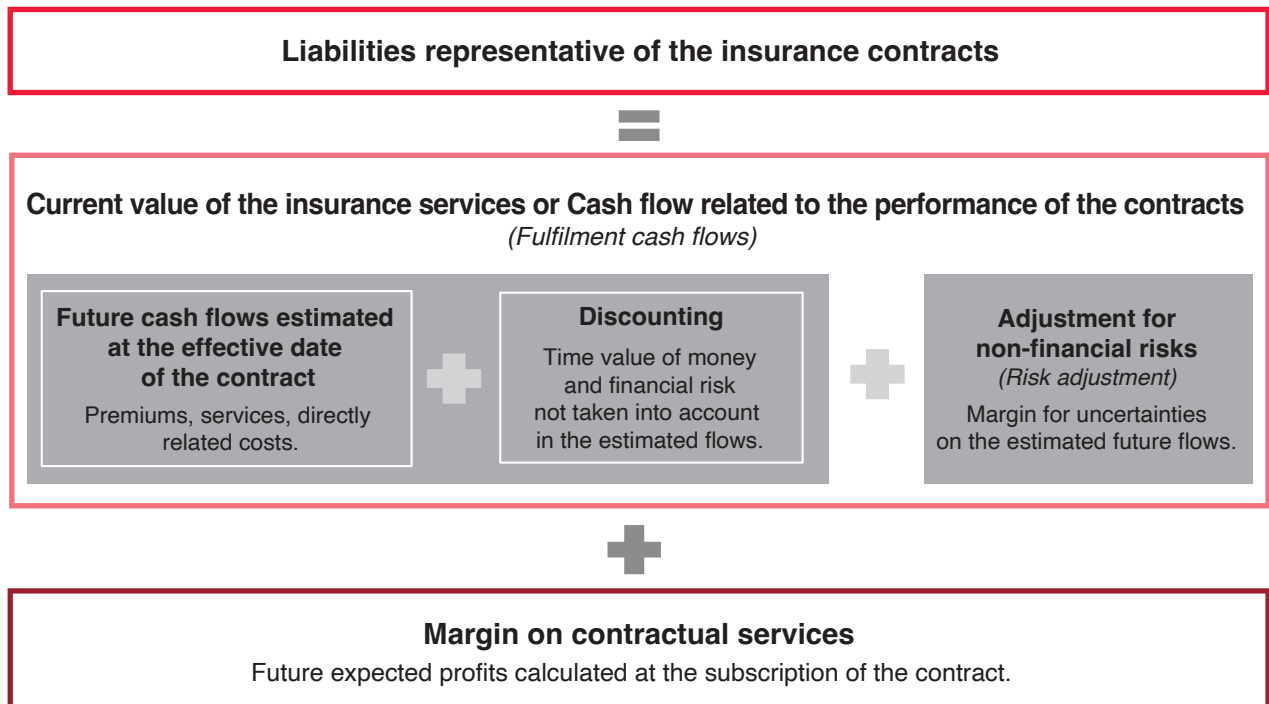 Liabilities representative of the insurance contracts
=
Current value of the insurance services or Cash flow related to the performance of the contracts
(Fulfilment cash flows)
Future cash flows estimated
at the effective date
of the contract
Premiums, services, directly
related costs.
+
Discounting
Time value of money
and financial risk
not taken into account
in the estimated flows.
+
Adjustment for
non-financial risks
(Risk adjustment)
Margin for uncertainties
on the estimated future flows.
+
Margin on contractual services
Future expected profits calculated at the subscription of the contract.